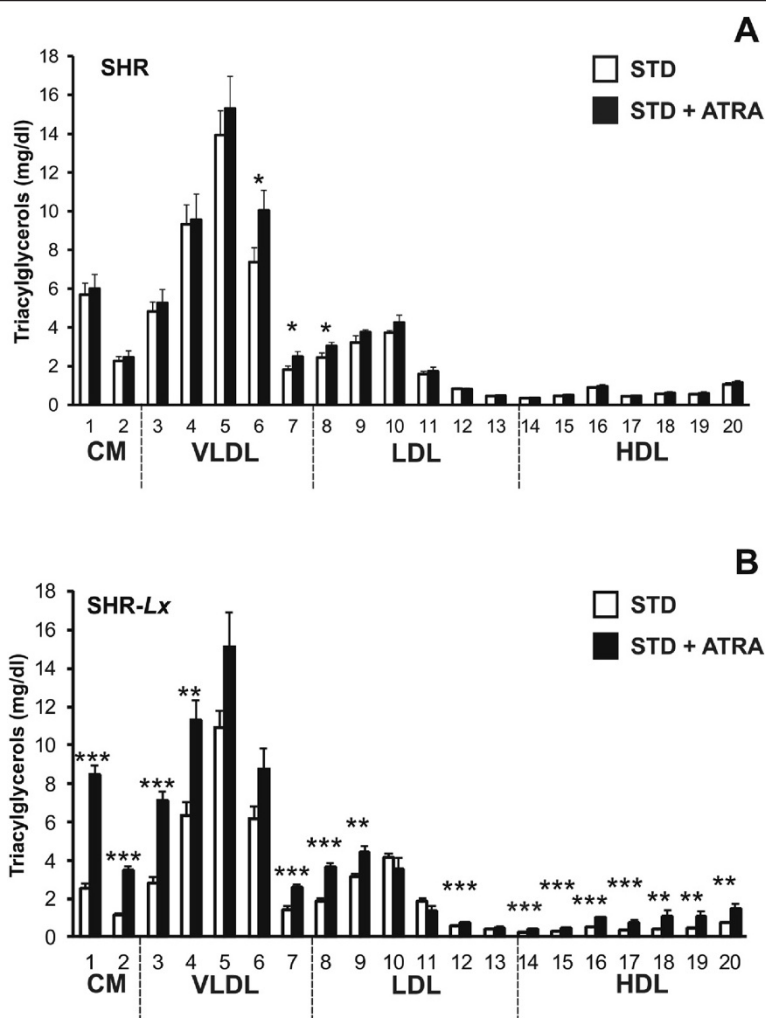 A
SHR
STD
STD + ATRA
Triacylglycerols (mg/dl)
18
16
14
12
10
8
6
4
2
0
*
* *
1 2 3 4 5 6 7 8 9 10 11 12 13 14 15 16 17 18 19 20
CM VLDL LDL HDL
B
SHR-Lx
STD
STD + ATRA
Triacylglycerols (mg/dl)
18
16
14
12
10
8
6
4
2
0
*** *** *** ** *** *** ** *** *** *** *** *** ** ** **
1 2 3 4 5 6 7 8 9 10 11 12 13 14 15 16 17 18 19 20
CM VLDL LDL HDL